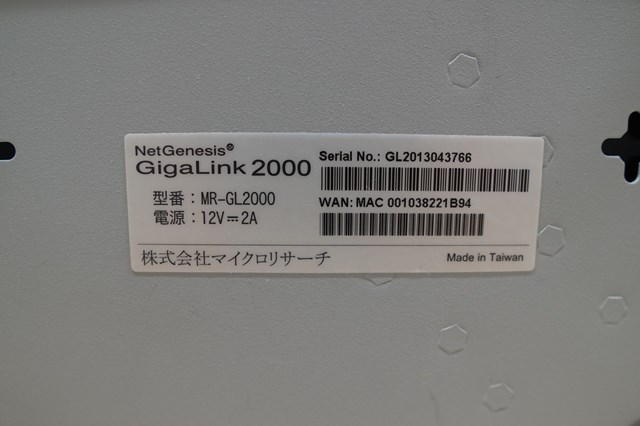 NetGenesis®
GigaLink 2000
型番：MR-GL2000
電源：12V⎓2A
Serial No.: GL2013043766
WAN: MAC 001038221B94
株式会社マイクロリサーチ
Made in Taiwan